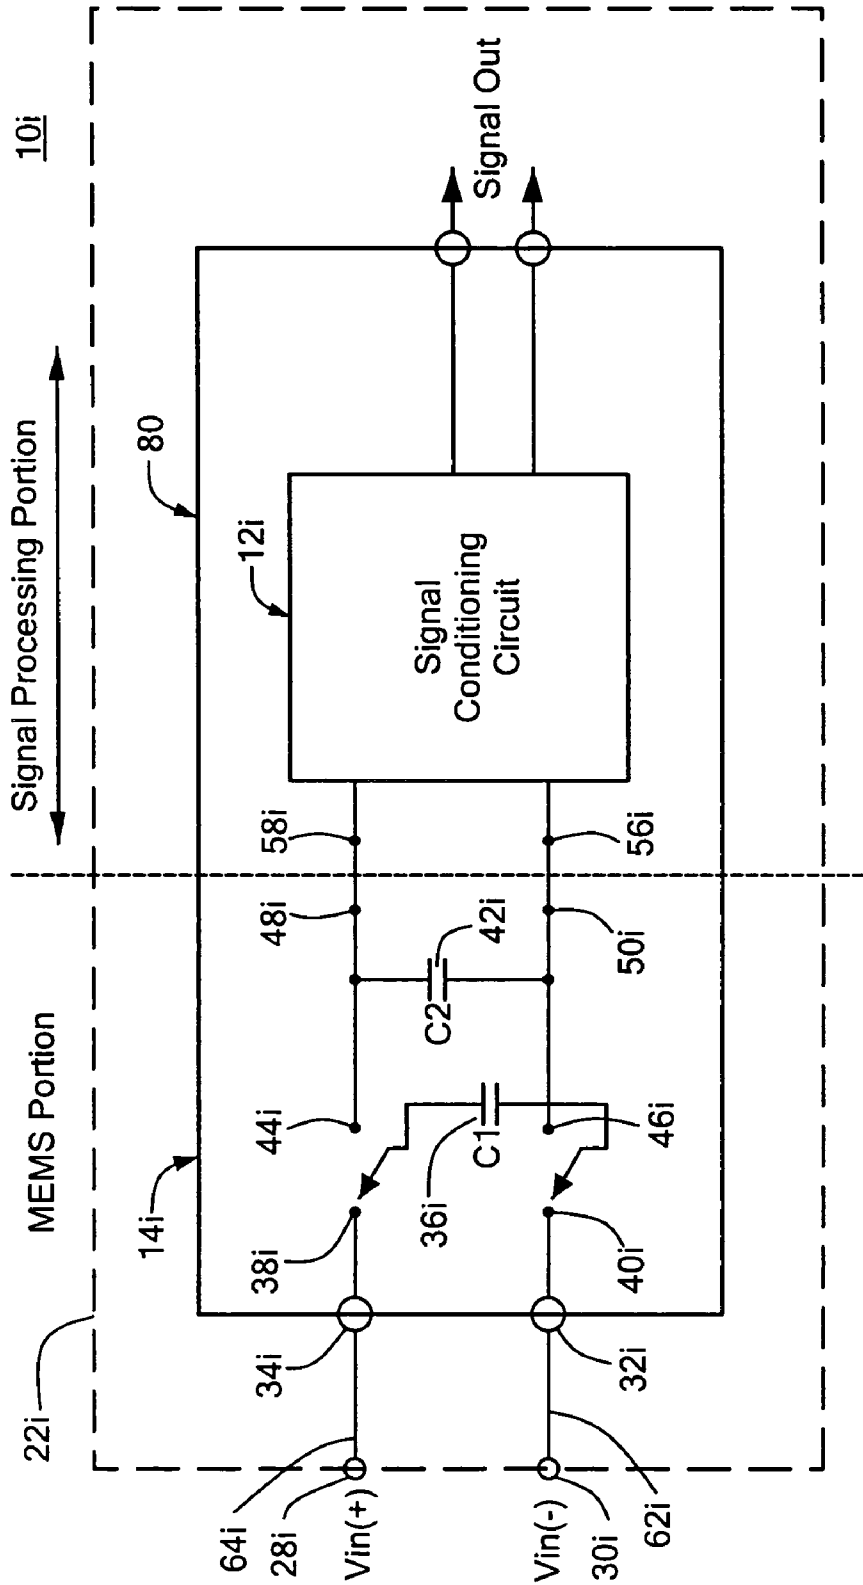 10i
Signal Processing Portion
MEMS Portion
22i
14i
80
12i
Signal
Conditioning
Circuit
Signal Out
64i
28i
Vin(+)
34i
38i
44i
48i
58i
C1
36i
C2
42i
Vin(-)
30i
62i
32i
40i
46i
50i
56i